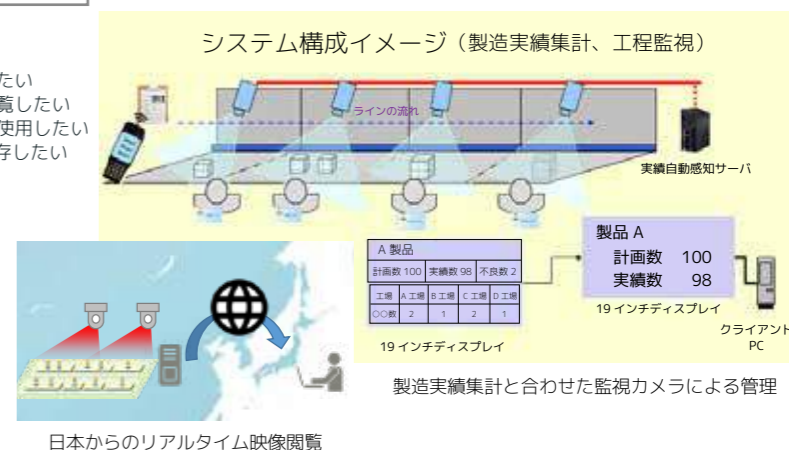 システム構成イメージ（製造実績集計、工程監視）
たい
覧したい
使用したい
存したい
ラインの流れ
実績自動感知サーバ
A 製品
計画数 100 実績数 98 不良数 2
工場 A 工場 B 工場 C 工場 D 工場
○○数 2 1 2 1
19 インチディスプレイ
製品 A
計画数 100
実績数 98
19 インチディスプレイ
クライアント
PC
製造実績集計と合わせた監視カメラによる管理
日本からのリアルタイム映像閲覧